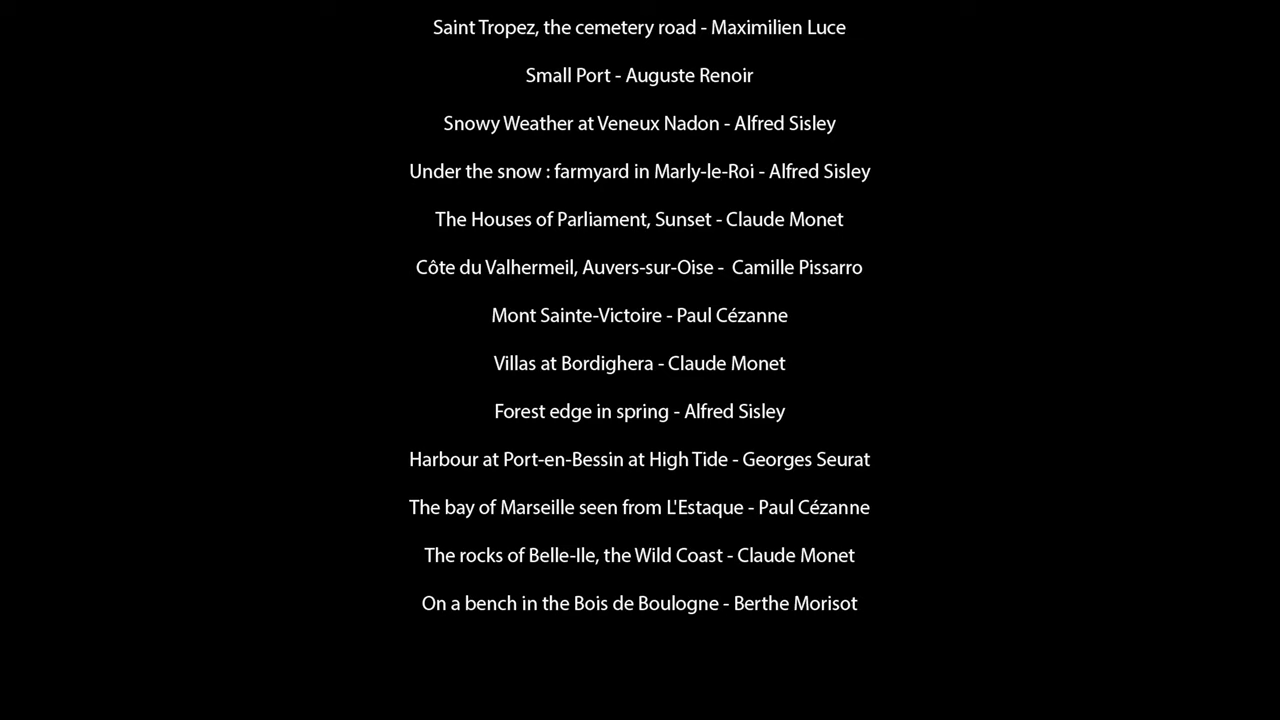 Saint Tropez, the cemetery road - Maximilien Luce
Small Port - Auguste Renoir
Snowy Weather at Veneux Nadon - Alfred Sisley
Under the snow : farmyard in Marly-le-Roi - Alfred Sisley
The Houses of Parliament, Sunset - Claude Monet
Côte du Valhermeil, Auvers-sur-Oise -  Camille Pissarro
Mont Sainte-Victoire - Paul Cézanne
Villas at Bordighera - Claude Monet
Forest edge in spring - Alfred Sisley
Harbour at Port-en-Bessin at High Tide - Georges Seurat
The bay of Marseille seen from L'Estaque - Paul Cézanne
The rocks of Belle-Ile, the Wild Coast - Claude Monet
On a bench in the Bois de Boulogne - Berthe Morisot